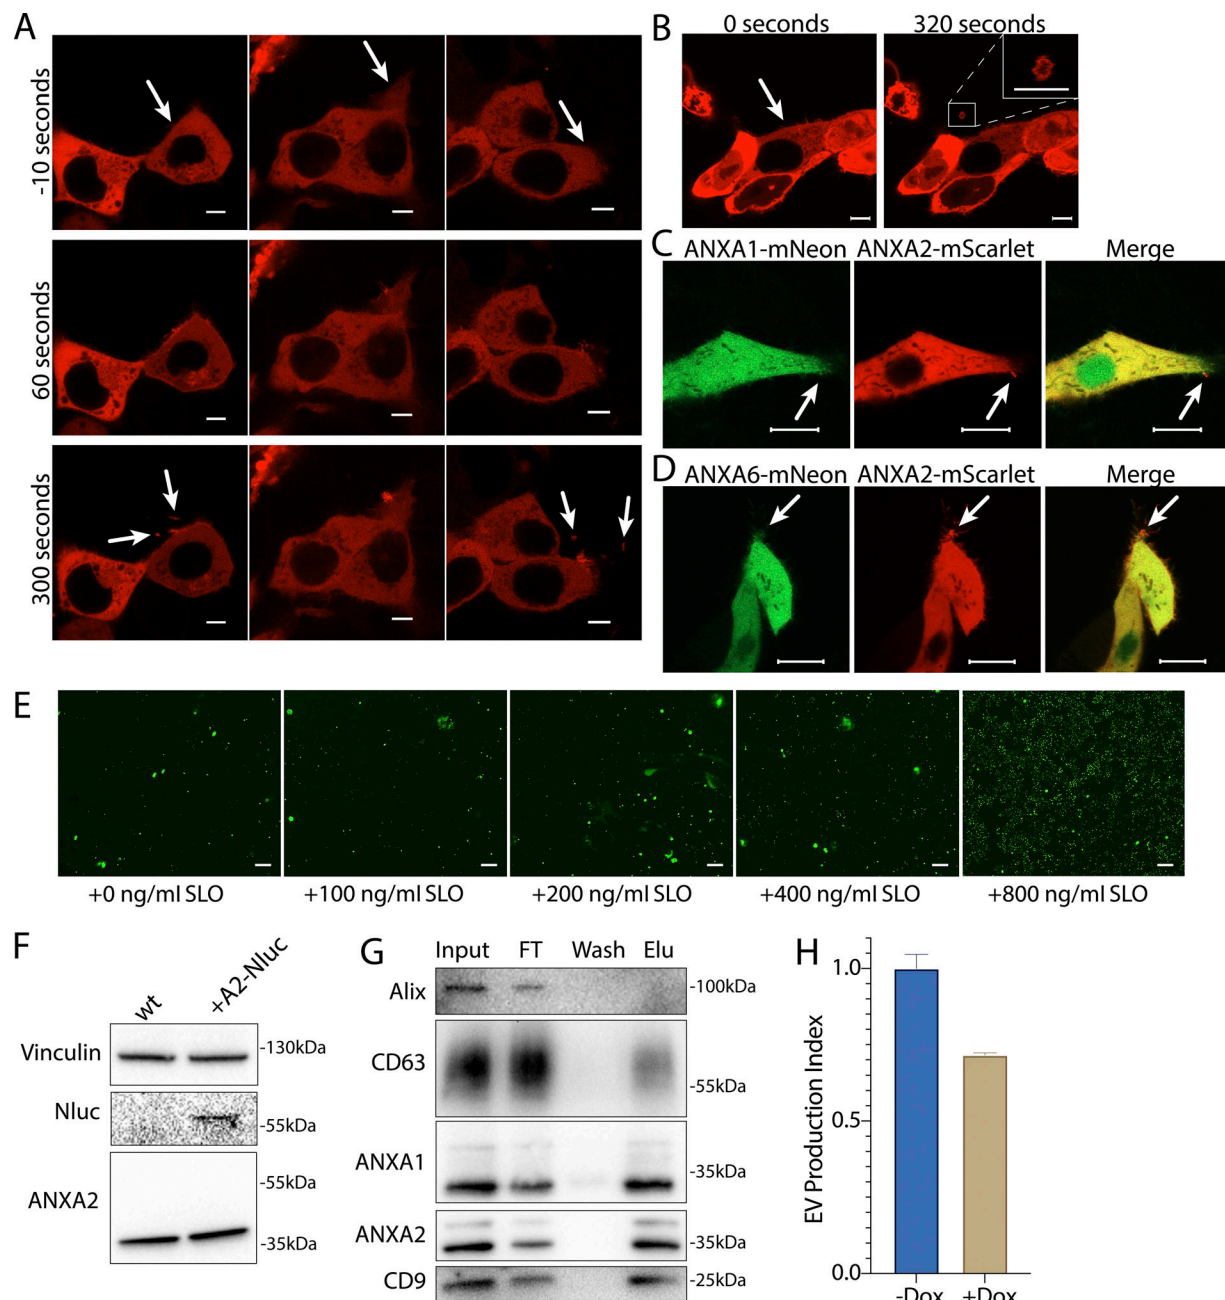 A
-10 seconds
60 seconds
300 seconds
B
0 seconds
320 seconds
C
ANXA1-mNeon
ANXA2-mScarlet
Merge
D
ANXA6-mNeon
ANXA2-mScarlet
Merge
E
+0 ng/ml SLO
+100 ng/ml SLO
+200 ng/ml SLO
+400 ng/ml SLO
+800 ng/ml SLO
F
wt
+A2-Nluc
Vinculin
-130kDa
Nluc
-55kDa
ANXA2
-55kDa
-35kDa
G
Input FT Wash Elu
Alix
-100kDa
CD63
-55kDa
ANXA1
-35kDa
ANXA2
-35kDa
CD9
-25kDa
H
EV Production Index
1.0
0.5
0.0
-Dox
+Dox